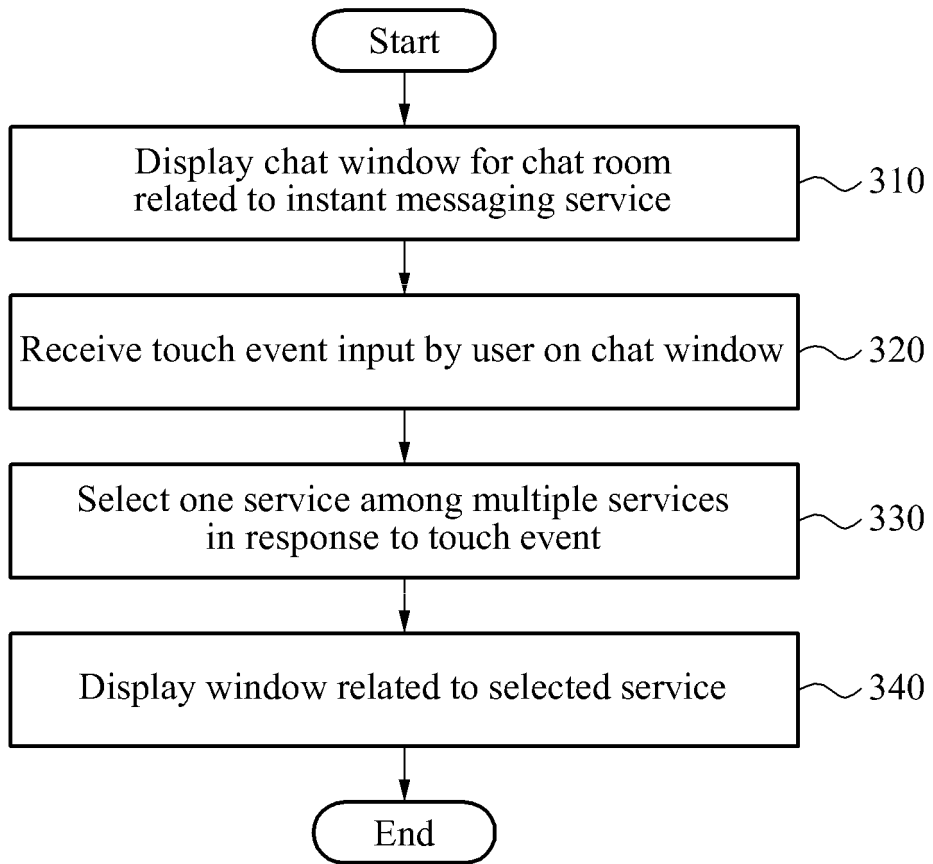 Start
Display chat window for chat room
related to instant messaging service
310
Receive touch event input by user on chat window
320
Select one service among multiple services
in response to touch event
330
Display window related to selected service
340
End